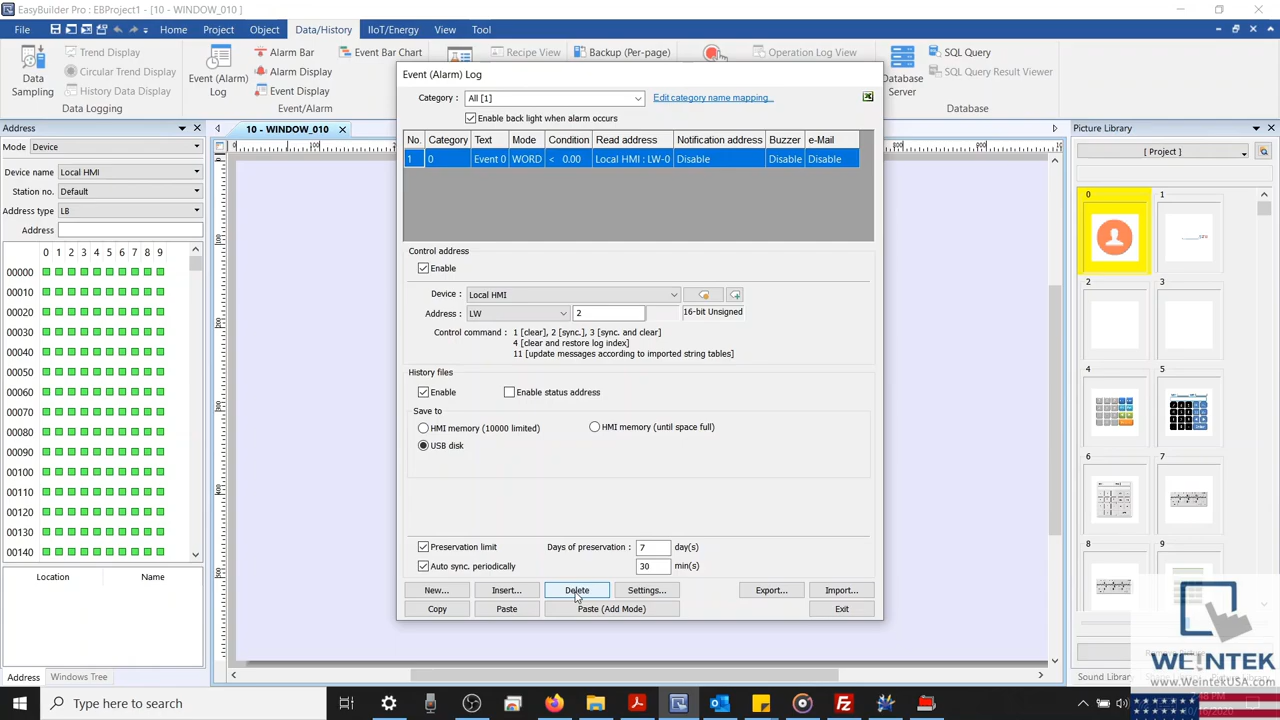 EasyBuilder Pro : EBProject1 - [10 - WINDOW_010 ]
File Home Project Object Data/History IIoT/Energy View Tool
Data Sampling
Trend Display
Circular Trend Display
History Data Display
Data Logging
Event (Alarm) Log
Alarm Bar
Alarm Display
Event Display
Event Bar Chart
Event/Alarm
Recipe View
Backup (Per-page)
Operation Log View
Database Server
SQL Query
SQL Query Result Viewer
Database
Address
Mode Device
Device name Local HMI
Station no. Default
Address type LB
Address
0 1 2 3 4 5 6 7 8 9
00000
00010
00020
00030
00040
00050
00060
00070
00080
00090
00100
00110
00120
00130
00140
Location Name
Address Windows Tree
10 - WINDOW_010
Event (Alarm) Log
Category : All [1] Edit category name mapping...
Enable back light when alarm occurs
No. Category Text Mode Condition Read address Notification address Buzzer e-Mail
1 0 Event 0 WORD < 0.00 Local HMI : LW-0 Disable Disable Disable
Control address
Enable
Device : Local HMI
Address : LW 2 16-bit Unsigned
Control command : 1 [clear], 2 [sync.], 3 [sync. and clear]
4 [clear and restore log index]
11 [update messages according to imported string tables]
History files
Enable Enable status address
Save to
HMI memory (10000 limited) HMI memory (until space full)
USB disk
Preservation limit Days of preservation : 7 day(s)
Auto sync. periodically 30 min(s)
New... Insert... Delete Settings... Export... Import...
Copy Paste Paste (Add Mode) Exit
Picture Library
[ Project ]
0 1
2 3
4 5
6 7
8 9
Sound Library
WEINTEK
www.WeintekUSA.com
Type here to search